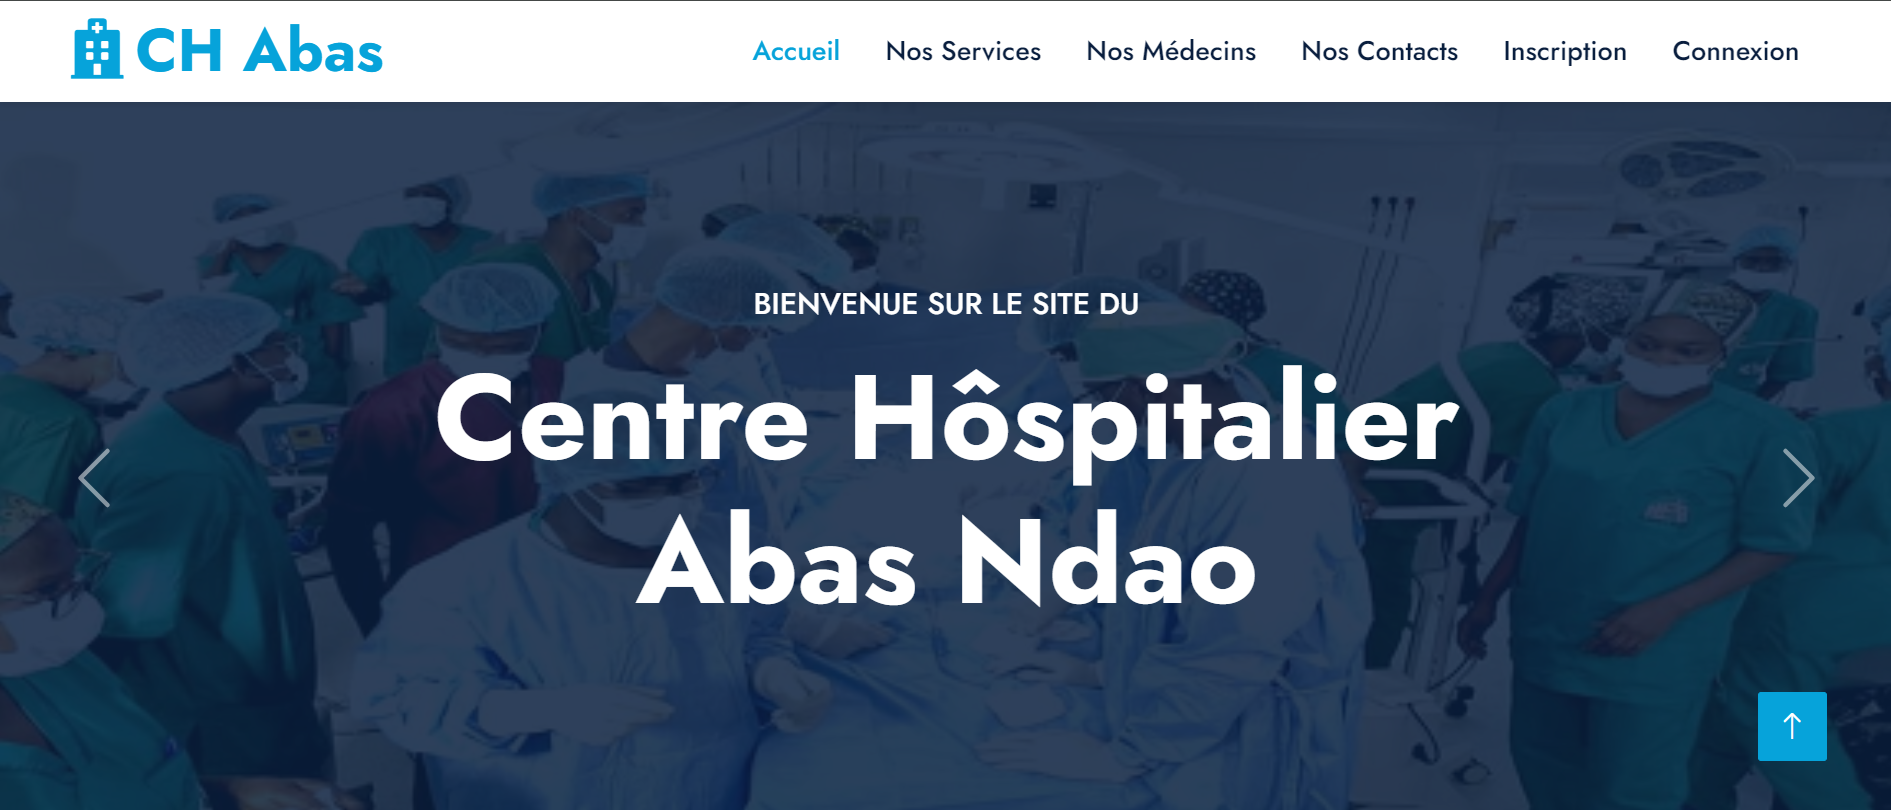 CH Abas
Accueil Nos Services Nos Médecins Nos Contacts Inscription Connexion
BIENVENUE SUR LE SITE DU
Centre Hôspitalier
Abas Ndao